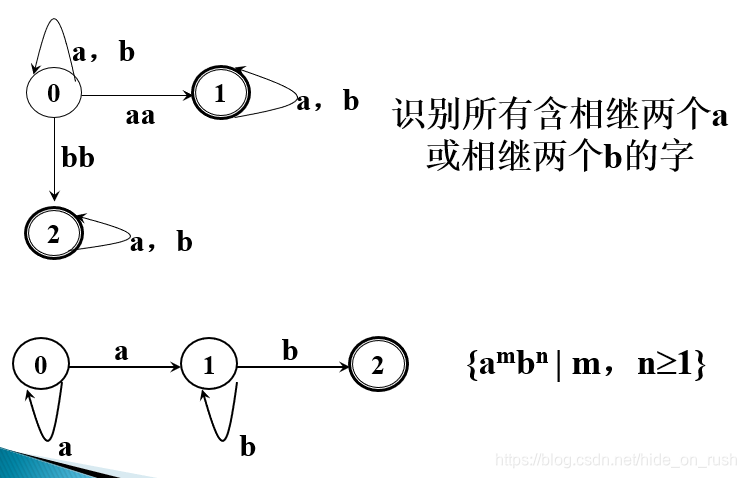 a，b
0
1
aa
a，b
识别所有含相继两个a
或相继两个b的字
bb
2
a，b
0
a
1
b
2
{aᵐbⁿ | m，n≥1}
a
b
https://blog.csdn.net/hide_on_rush